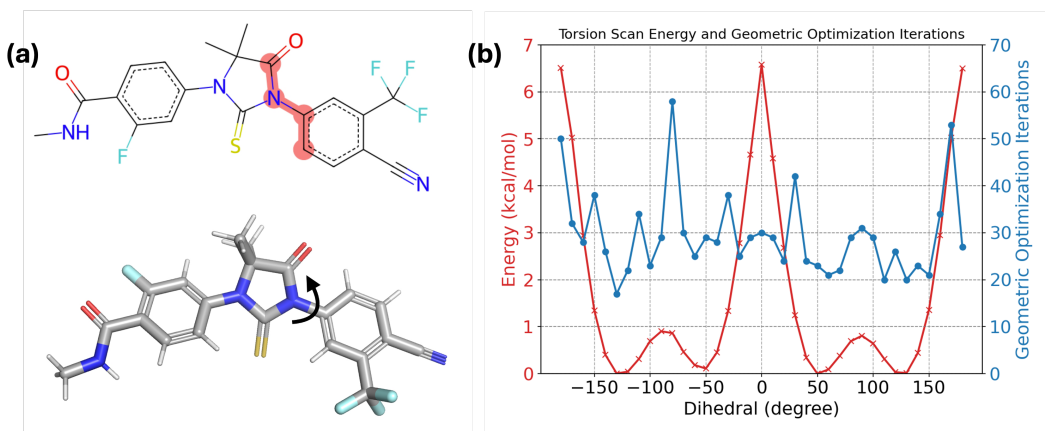 (a)
O
NH
F
N
S
O
N
F
F
F
N
(b)
Torsion Scan Energy and Geometric Optimization Iterations
Energy (kcal/mol)
7
6
5
4
3
2
1
0
−150 −100 −50 0 50 100 150
Dihedral (degree)
70
60
50
40
30
20
10
0
Geometric Optimization Iterations